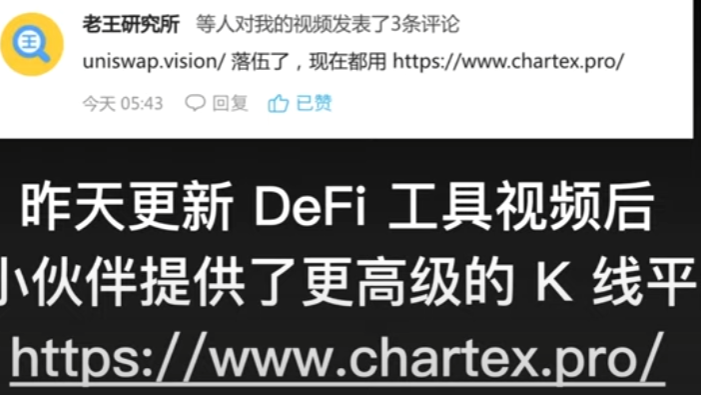 老王研究所 等人对我的视频发表了3条评论
uniswap.vision/ 落伍了，现在都用 https://www.chartex.pro/
今天 05:43 回复 已赞
昨天更新 DeFi 工具视频后
小伙伴提供了更高级的 K 线平
https://www.chartex.pro/